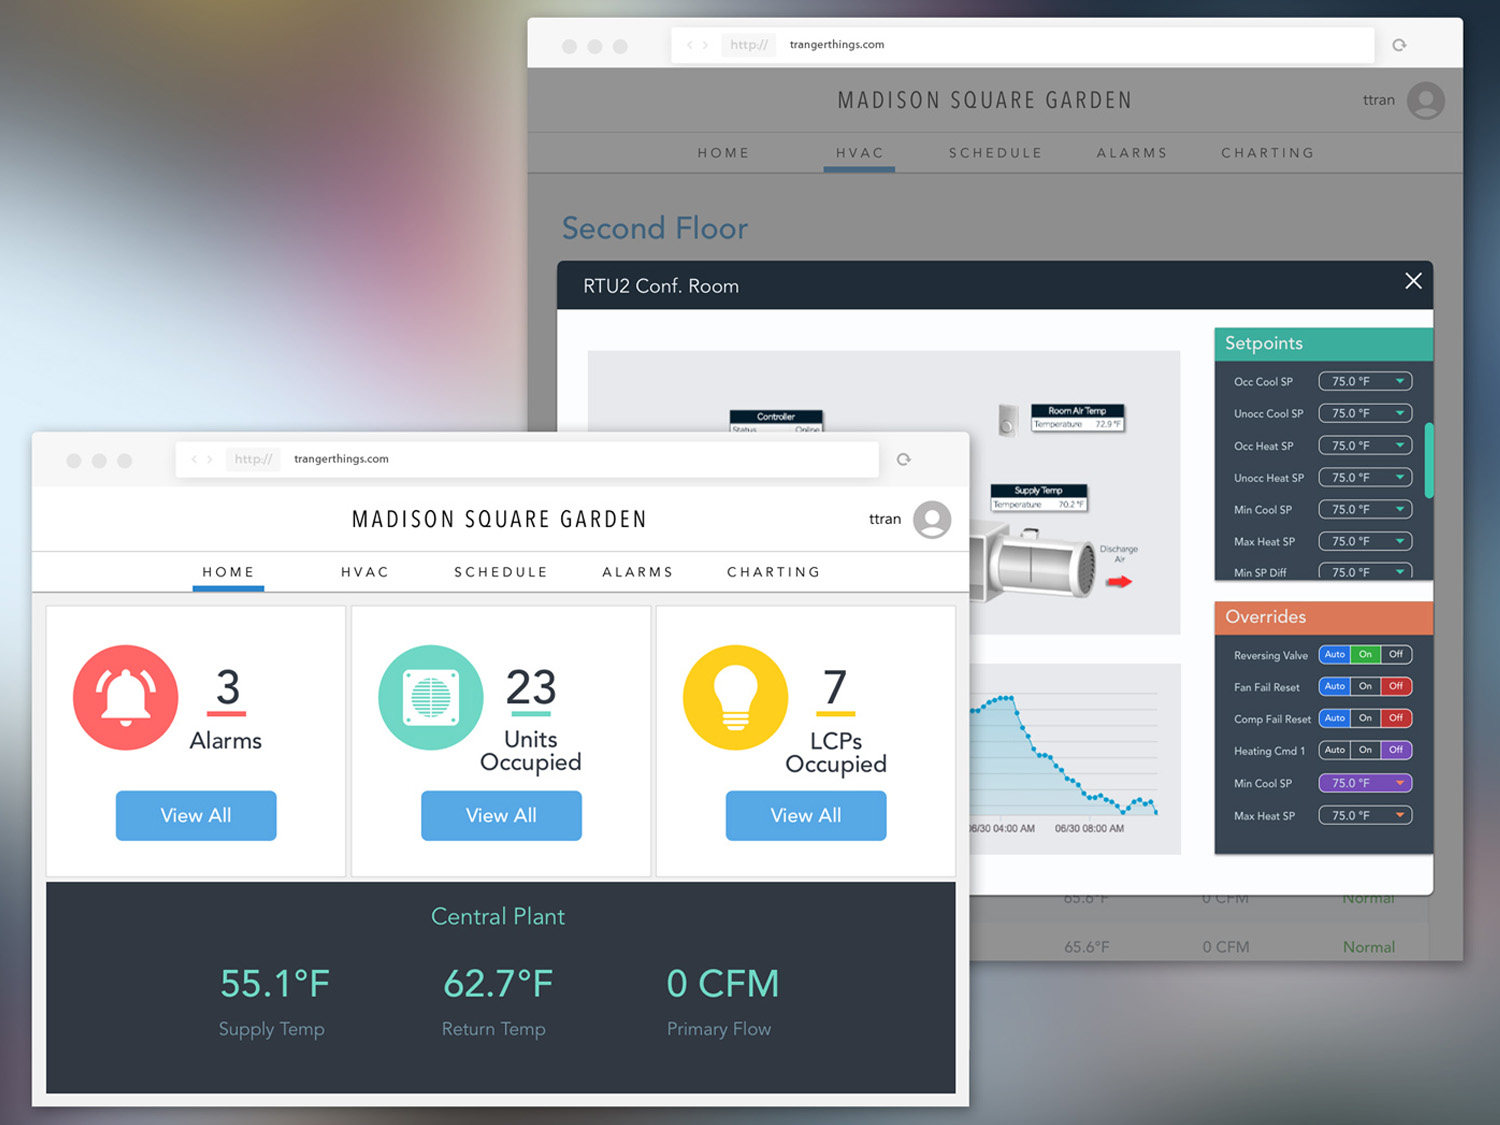 http://
trangerthings.com
MADISON SQUARE GARDEN
ttran
HOME
HVAC
SCHEDULE
ALARMS
CHARTING
Second Floor
RTU2 Conf. Room
Controller
Status Online
Room Air Temp
Temperature 72.9 °F
Supply Temp
Temperature 70.2 °F
Discharge
Air
06/30 04:00 AM
06/30 08:00 AM
Setpoints
Occ Cool SP 75.0 °F
Unocc Cool SP 75.0 °F
Occ Heat SP 75.0 °F
Unocc Heat SP 75.0 °F
Min Cool SP 75.0 °F
Max Heat SP 75.0 °F
Min SP Diff 75.0 °F
Overrides
Reversing Valve Auto On Off
Fan Fail Reset Auto On Off
Comp Fail Reset Auto On Off
Heating Cmd 1 Auto On Off
Min Cool SP 75.0 °F
Max Heat SP 75.0 °F
65.6°F 0 CFM Normal
65.6°F 0 CFM Normal
http://
trangerthings.com
MADISON SQUARE GARDEN
ttran
HOME
HVAC
SCHEDULE
ALARMS
CHARTING
3
Alarms
View All
23
Units
Occupied
View All
7
LCPs
Occupied
View All
Central Plant
55.1°F
Supply Temp
62.7°F
Return Temp
0 CFM
Primary Flow